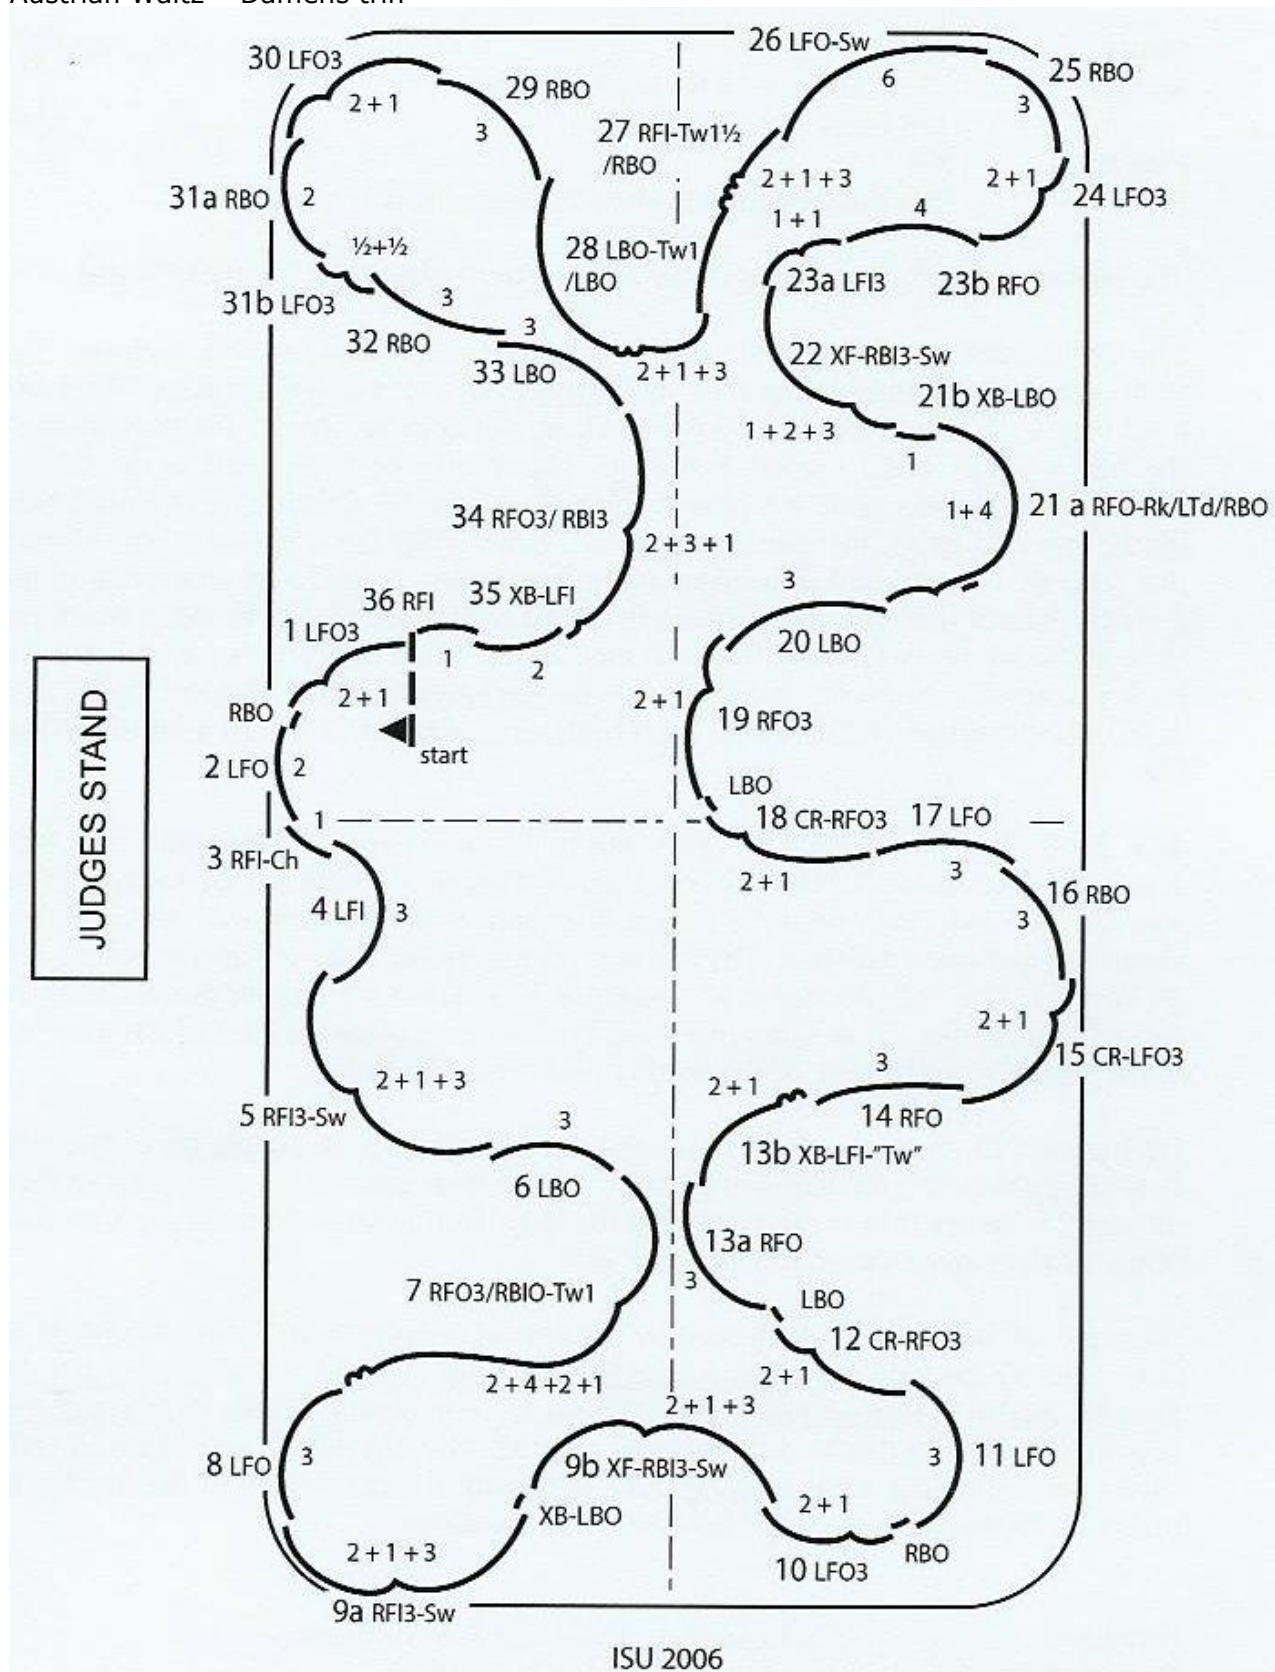 Austrian Waltz – Damens trin
30 LFO3
2 + 1
29 RBO
3
26 LFO-Sw
6
25 RBO
3
27 RFI-Tw1½
/RBO
2 + 1 + 3
2 + 1
24 LFO3
31a RBO
2
1 + 1
4
½+½
28 LBO-Tw1
/LBO
23a LFI3
23b RFO
31b LFO3
3
32 RBO
3
33 LBO
2 + 1 + 3
22 XF-RBI3-Sw
21b XB-LBO
1 + 2 + 3
1
34 RFO3/ RBI3
2 + 3 + 1
1+ 4
21 a RFO-Rk/LTd/RBO
3
36 RFI
35 XB-LFI
20 LBO
1 LFO3
1
2
2 + 1
RBO
2 + 1
19 RFO3
start
2 LFO
2
LBO
1
18 CR-RFO3
17 LFO
3 RFI-Ch
2 + 1
3
16 RBO
3
4 LFI
3
JUDGES STAND
2 + 1
15 CR-LFO3
3
2 + 1 + 3
2 + 1
14 RFO
5 RFI3-Sw
3
13b XB-LFI-”Tw”
6 LBO
13a RFO
3
7 RFO3/RBIO-Tw1
LBO
12 CR-RFO3
2 + 1
2 + 4 +2 +1
2 + 1 + 3
8 LFO
3
9b XF-RBI3-Sw
3
11 LFO
2 + 1
XB-LBO
2 + 1 + 3
RBO
10 LFO3
9a RFI3-Sw
ISU 2006